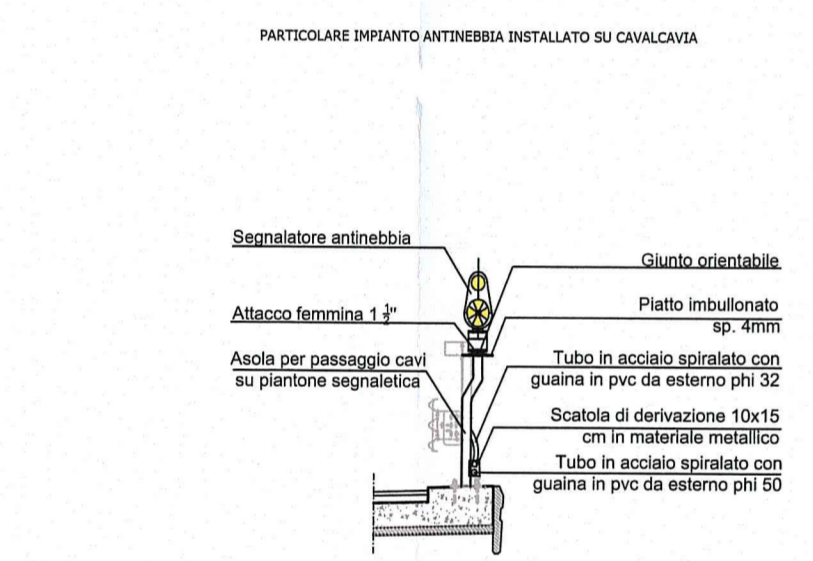 PARTICOLARE IMPIANTO ANTINEBBIA INSTALLATO SU CAVALCAVIA
Segnalatore antinebbia
Attacco femmina 1 1/2"
Asola per passaggio cavi
su piantone segnaletica
Giunto orientabile
Piatto imbullonato
sp. 4mm
Tubo in acciaio spiralato con
guaina in pvc da esterno phi 32
Scatola di derivazione 10x15
cm in materiale metallico
Tubo in acciaio spiralato con
guaina in pvc da esterno phi 50